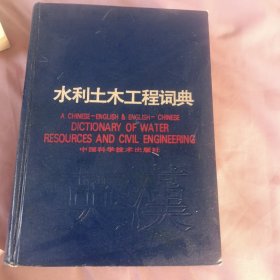 水利土木工程词典
A CHINESE-ENGLISH & ENGLISH-CHINESE
DICTIONARY OF WATER
RESOURCES AND CIVIL ENGINEERING
中国科学技术出版社